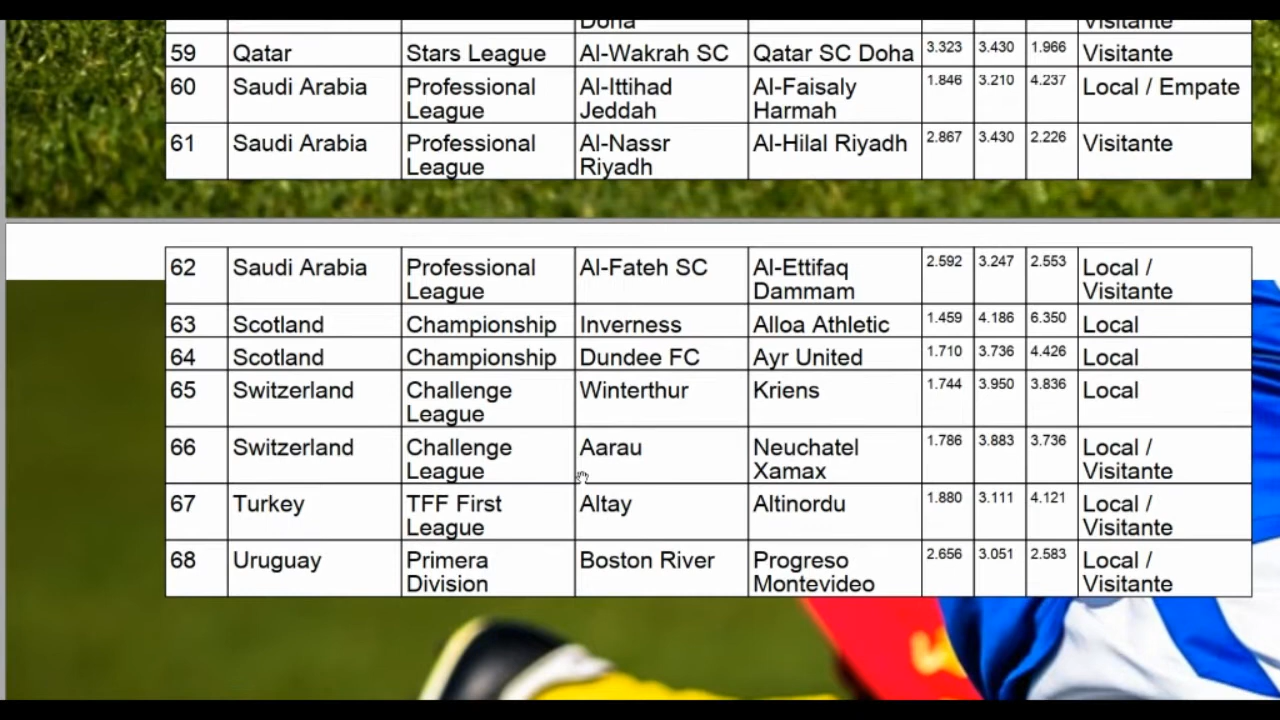 Doha Visitante
59 Qatar Stars League Al-Wakrah SC Qatar SC Doha 3.323 3.430 1.966 Visitante
60 Saudi Arabia Professional Al-Ittihad Al-Faisaly 1.846 3.210 4.237 Local / Empate
League Jeddah Harmah
61 Saudi Arabia Professional Al-Nassr Al-Hilal Riyadh 2.867 3.430 2.226 Visitante
League Riyadh
62 Saudi Arabia Professional Al-Fateh SC Al-Ettifaq 2.592 3.247 2.553 Local /
League Dammam Visitante
63 Scotland Championship Inverness Alloa Athletic 1.459 4.186 6.350 Local
64 Scotland Championship Dundee FC Ayr United 1.710 3.736 4.426 Local
65 Switzerland Challenge Winterthur Kriens 1.744 3.950 3.836 Local
League
66 Switzerland Challenge Aarau Neuchatel 1.786 3.883 3.736 Local /
League Xamax Visitante
67 Turkey TFF First Altay Altinordu 1.880 3.111 4.121 Local /
League Visitante
68 Uruguay Primera Boston River Progreso 2.656 3.051 2.583 Local /
Division Montevideo Visitante